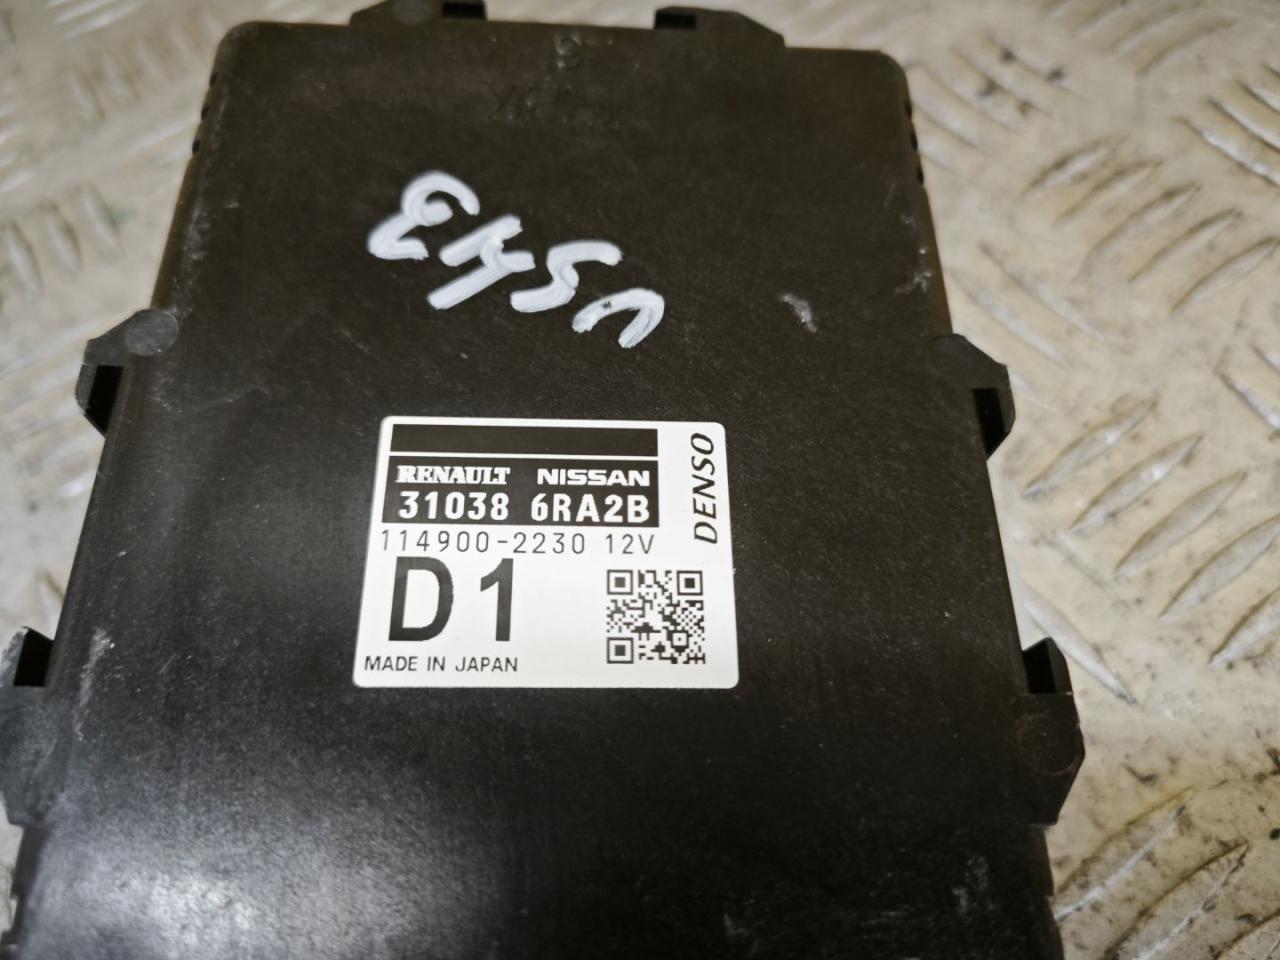 RENAULT NISSAN
31038 6RA2B
114900-2230 12V
D1
MADE IN JAPAN
DENSO